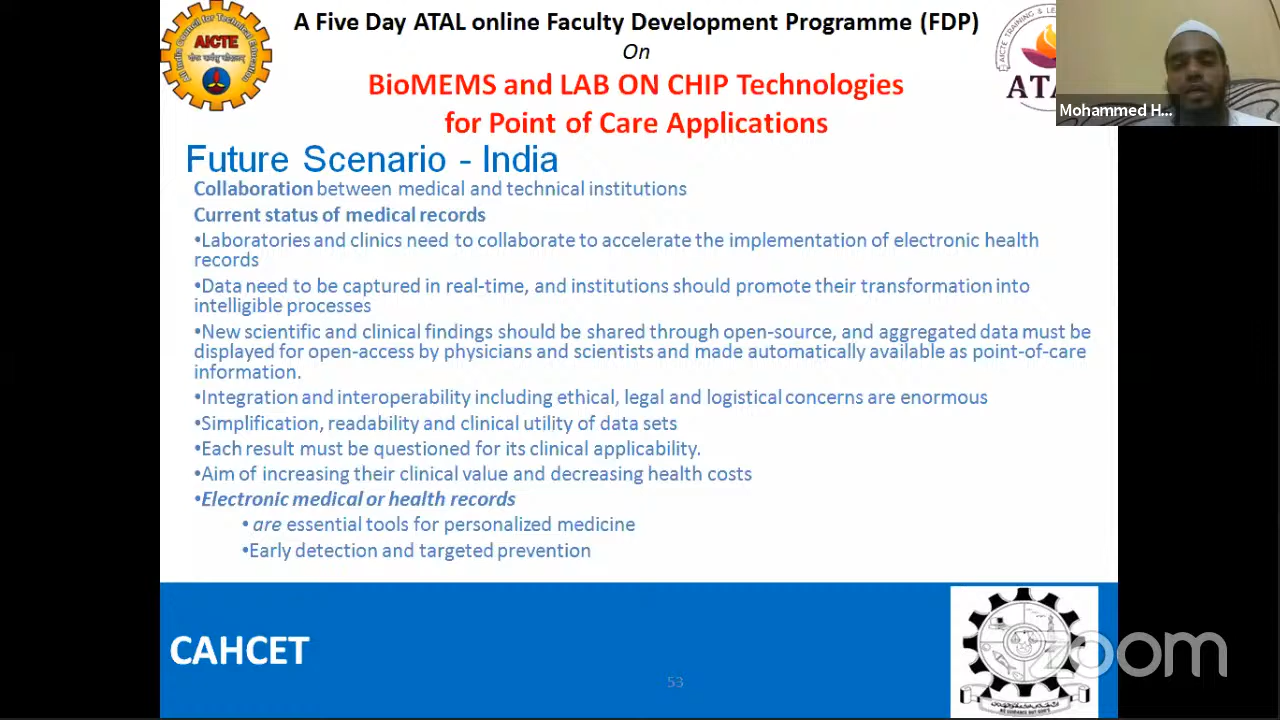 A Five Day ATAL online Faculty Development Programme (FDP)
On
BioMEMS and LAB ON CHIP Technologies
for Point of Care Applications
AICTE
All India Council for Technical Education
AICTE TRAINING &
ATA
Mohammed H...
Future Scenario - India
Collaboration between medical and technical institutions
Current status of medical records
•Laboratories and clinics need to collaborate to accelerate the implementation of electronic health
records
•Data need to be captured in real-time, and institutions should promote their transformation into
intelligible processes
•New scientific and clinical findings should be shared through open-source, and aggregated data must be
displayed for open-access by physicians and scientists and made automatically available as point-of-care
information.
•Integration and interoperability including ethical, legal and logistical concerns are enormous
•Simplification, readability and clinical utility of data sets
•Each result must be questioned for its clinical applicability.
•Aim of increasing their clinical value and decreasing health costs
•Electronic medical or health records
• are essential tools for personalized medicine
•Early detection and targeted prevention
CAHCET
53
zoom